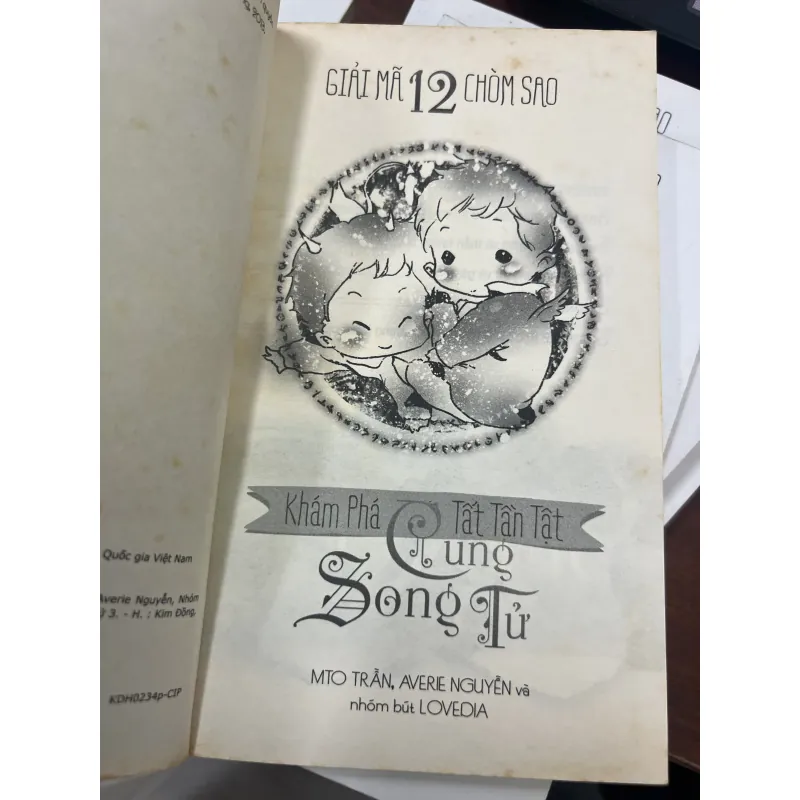 Quốc gia Việt Nam
Averie Nguyễn, Nhóm
3. - H. : Kim Đồng,
KDH0234p-CIP
GIẢI MÃ 12 CHÒM SAO
Khám Phá Tất Tần Tật
Cung
Song Tử
MTO TRẦN, AVERIE NGUYỄN và
nhóm bút LOVEDIA